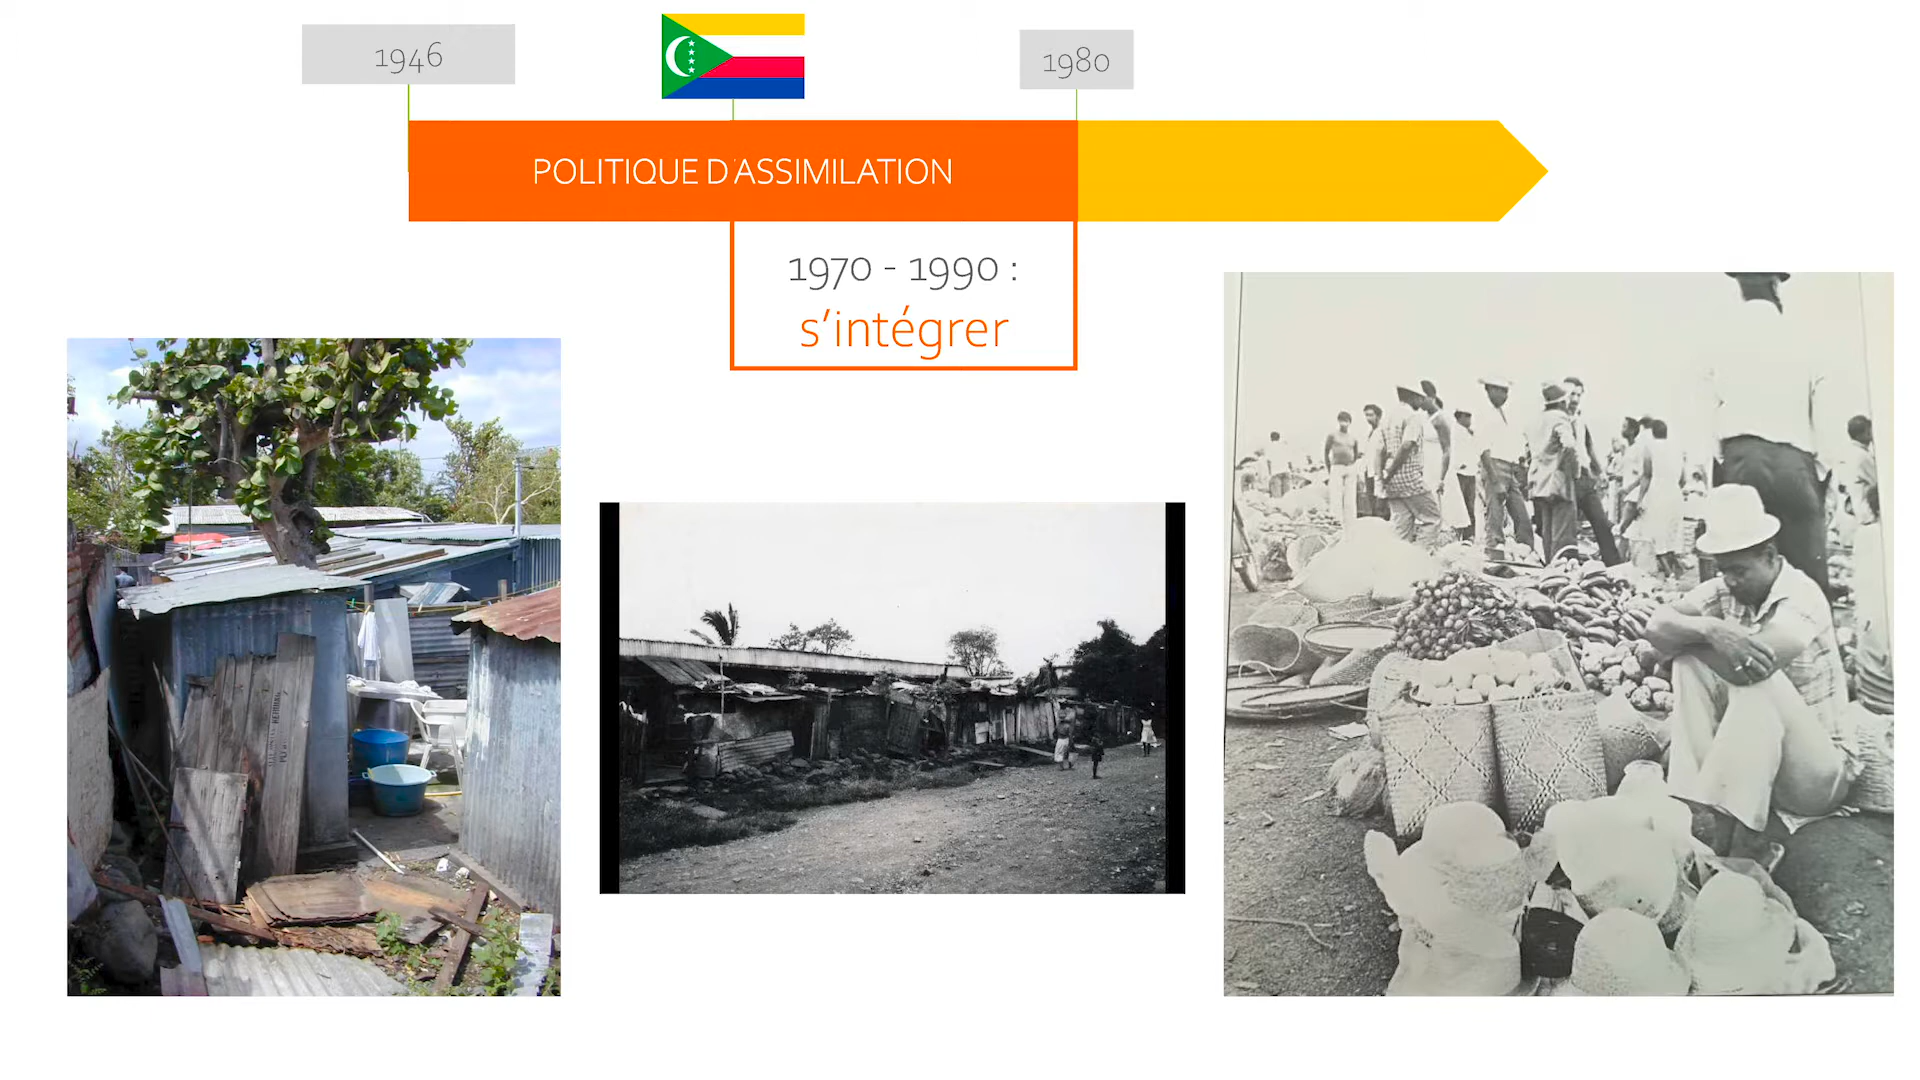 1946
1980
POLITIQUE D'ASSIMILATION
1970 - 1990 :
s'intégrer